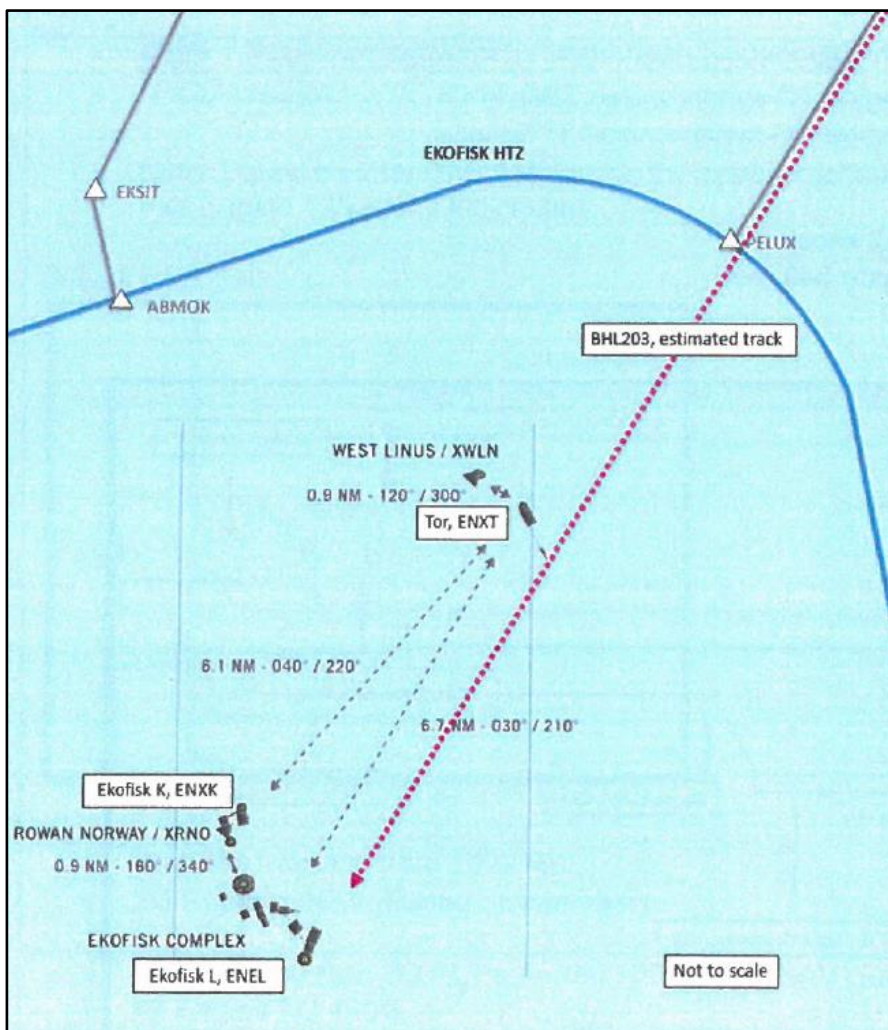 EKOFISK HTZ
EKSIT
PELUX
ABMOK
BHL203, estimated track
WEST LINUS / XWLN
0.9 NM - 120° / 300°
Tor, ENXT
6.1 NM - 040° / 220°
6.7 NM - 030° / 210°
Ekofisk K, ENXK
ROWAN NORWAY / XRNO
0.9 NM - 160° / 340°
EKOFISK COMPLEX
Ekofisk L, ENEL
Not to scale